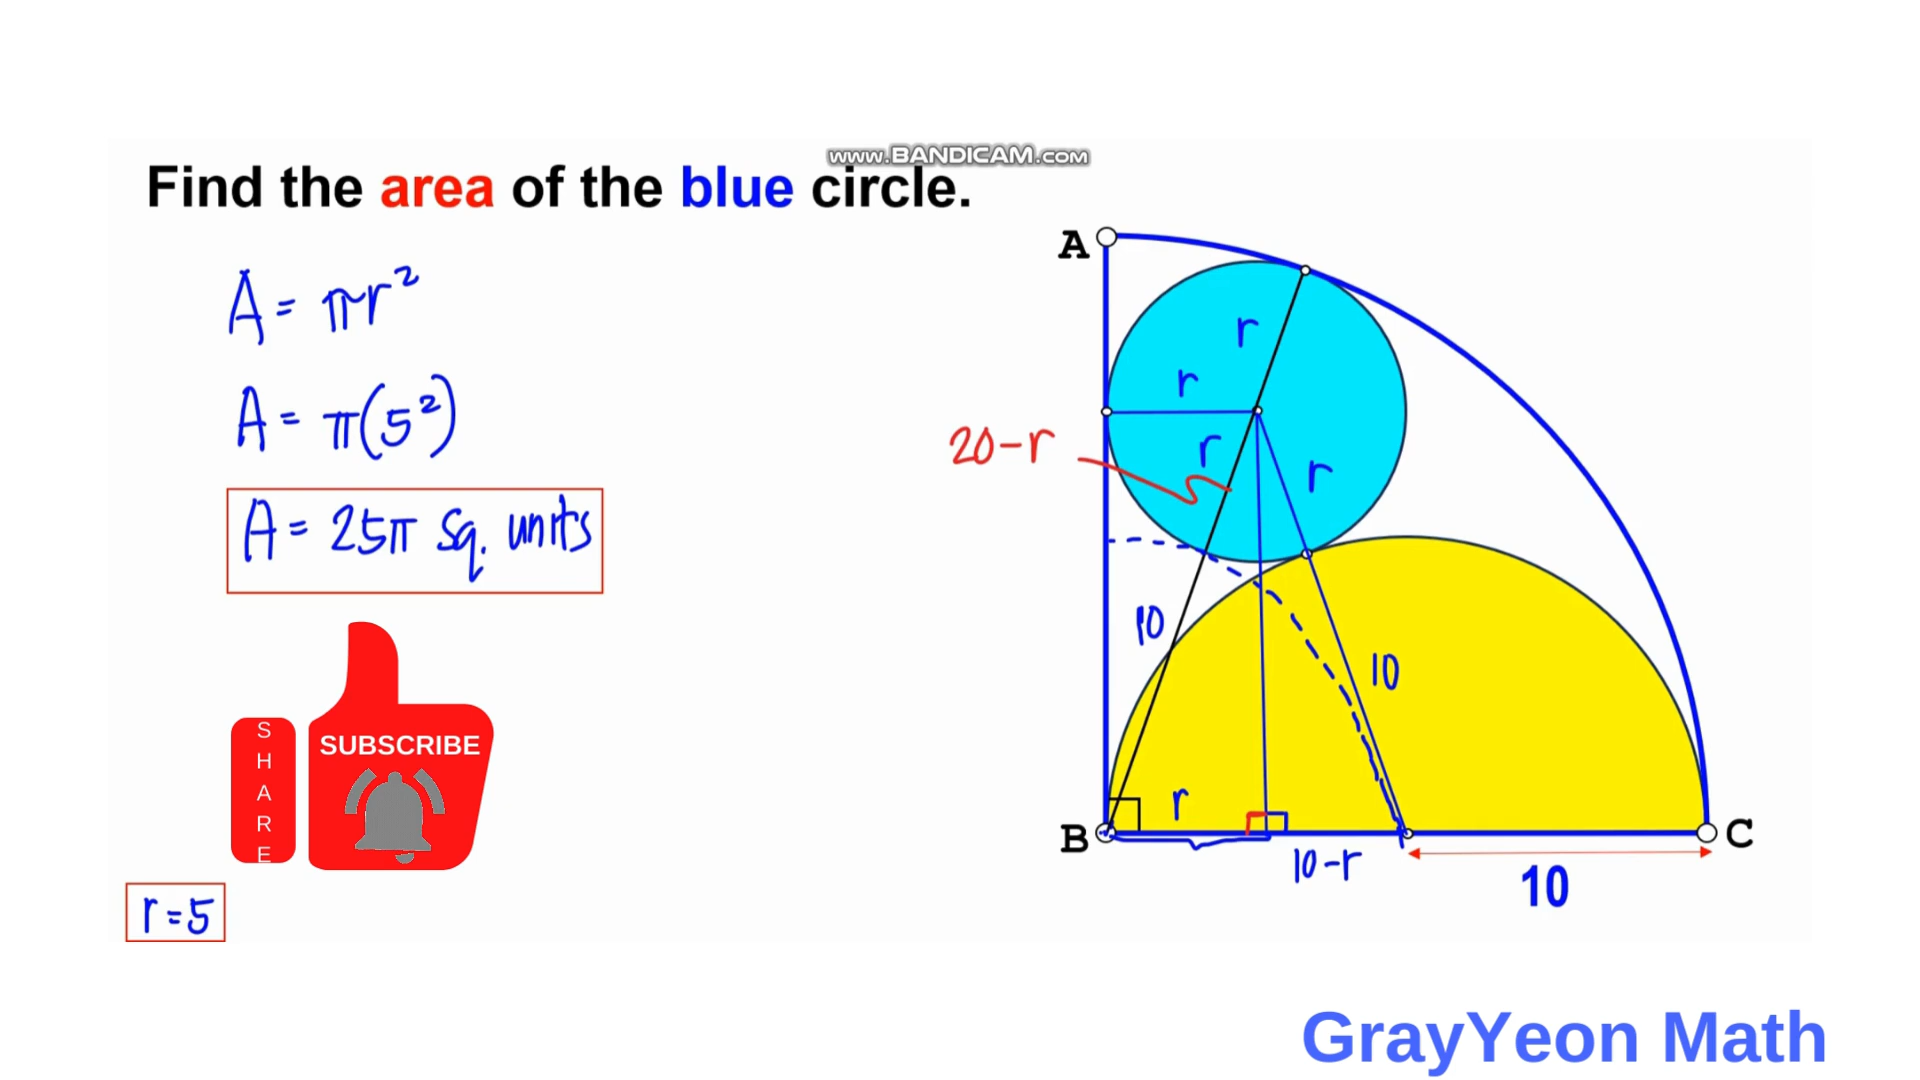 www.BANDICAM.com
Find the area of the blue circle.
A = πr²
A = π(5²)
A = 25π sq. units
SHARE
SUBSCRIBE
r = 5
A
r
r
20-r
r
r
10
10
r
B
C
10-r
10
GrayYeon Math